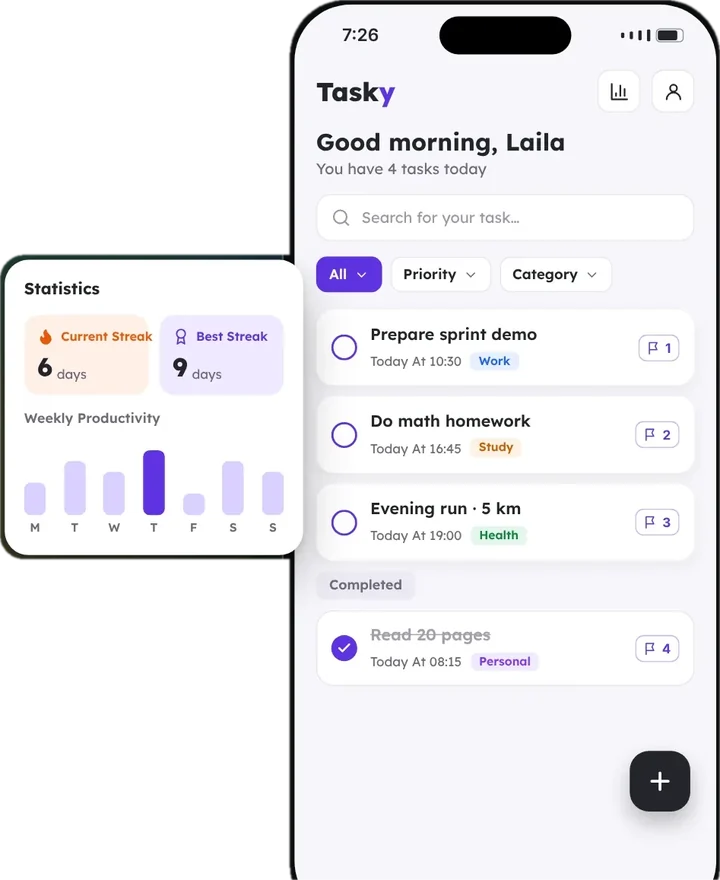 7:26
Tasky
Good morning, Laila
You have 4 tasks today
Search for your task...
All
Priority
Category
Prepare sprint demo
Today At 10:30
Work
1
Do math homework
Today At 16:45
Study
2
Evening run · 5 km
Today At 19:00
Health
3
Completed
Read 20 pages
Today At 08:15
Personal
4
Statistics
Current Streak
6 days
Best Streak
9 days
Weekly Productivity
M T W T F S S